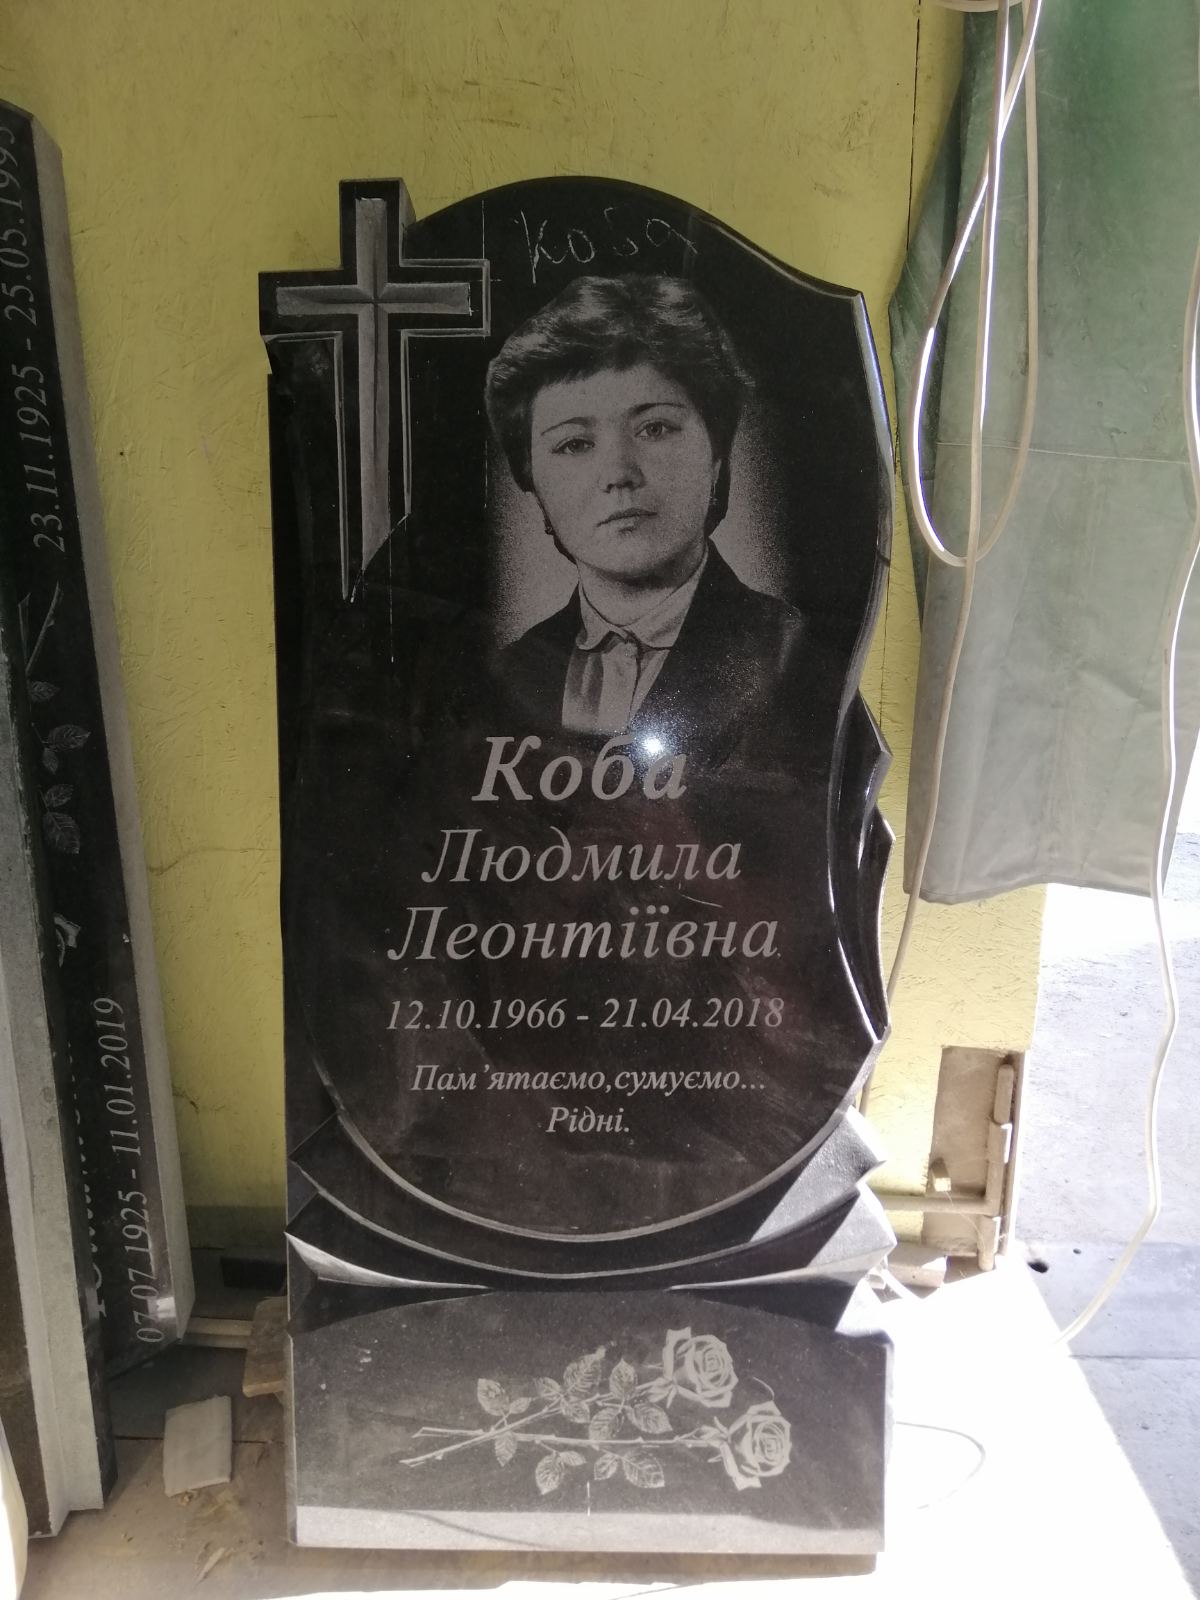 Коба
Коба
Людмила
Леонтіївна
12.10.1966 - 21.04.2018
Пам'ятаємо,сумуємо...
Рідні.
23.11.1925 - 25.05.1995
07.07.1925 - 11.01.2019